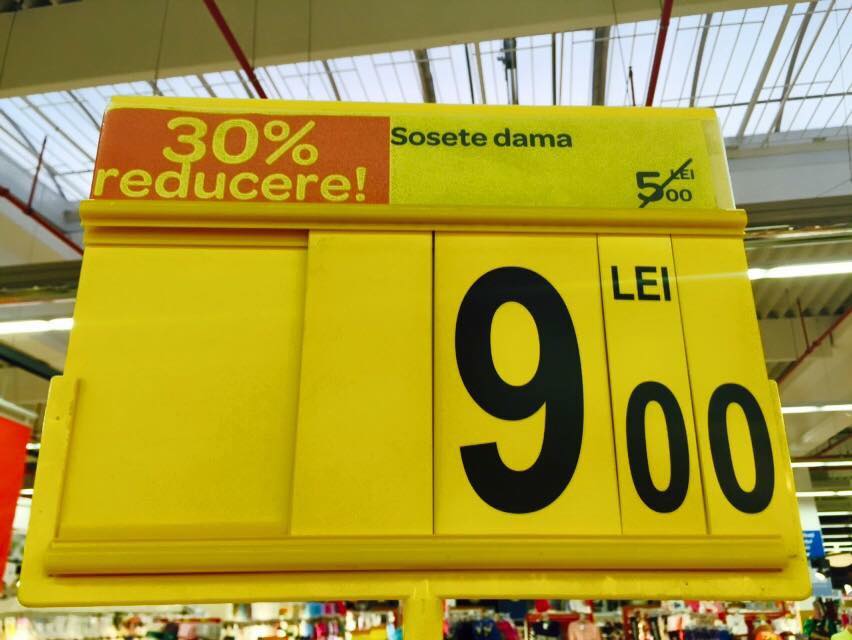 30%
reducere!
Sosete dama
5 LEI 00
9 LEI 00